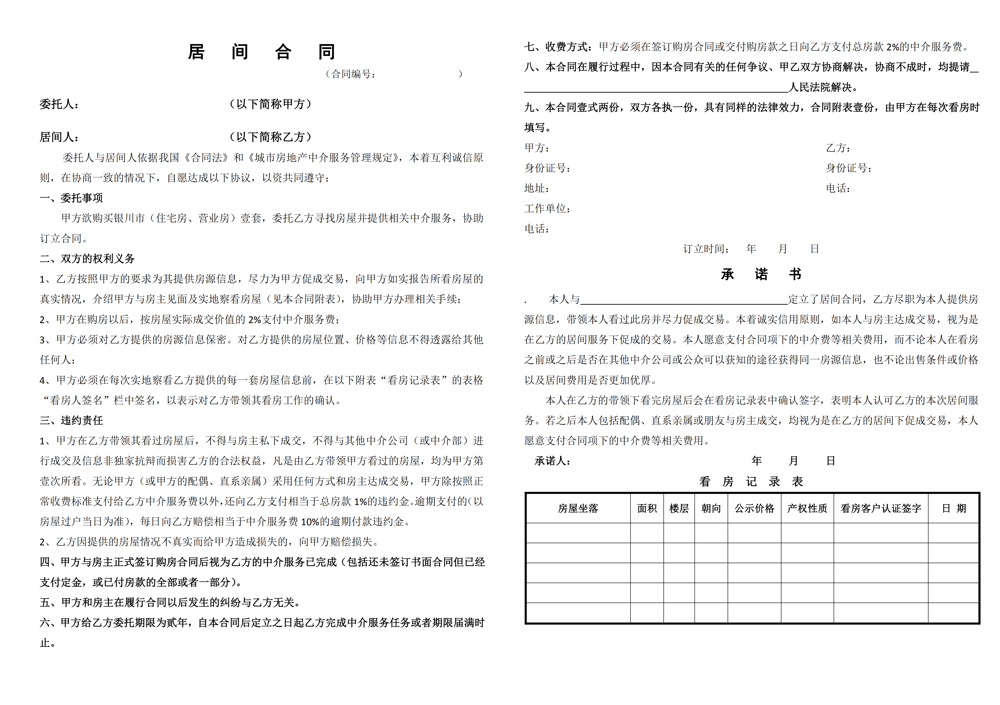 居 间 合 同
（合同编号： ）
委托人： （以下简称甲方）
居间人： （以下简称乙方）
委托人与居间人依据我国《合同法》和《城市房地产中介服务管理规定》，本着互利诚信原
则，在协商一致的情况下，自愿达成以下协议，以资共同遵守：
一、委托事项
甲方欲购买银川市（住宅房、营业房）壹套，委托乙方寻找房屋并提供相关中介服务，协助
订立合同。
二、双方的权利义务
1、乙方按照甲方的要求为其提供房源信息，尽力为甲方促成交易，向甲方如实报告所看房屋的
真实情况，介绍甲方与房主见面及实地察看房屋（见本合同附表），协助甲方办理相关手续；
2、甲方在购房以后，按房屋实际成交价值的 2%支付中介服务费；
3、甲方必须对乙方提供的房源信息保密。对乙方提供的房屋位置、价格等信息不得透露给其他
任何人；
4、甲方必须在每次实地察看乙方提供的每一套房屋信息前，在以下附表“看房记录表”的表格
“看房人签名”栏中签名，以表示对乙方带领其看房工作的确认。
三、违约责任
1、甲方在乙方带领其看过房屋后，不得与房主私下成交，不得与其他中介公司（或中介部）进
行成交及信息非独家抗辩而损害乙方的合法权益，凡是由乙方带领甲方看过的房屋，均为甲方第
壹次所看。无论甲方（或甲方的配偶、直系亲属）采用任何方式和房主达成交易，甲方除按照正
常收费标准支付给乙方中介服务费以外，还向乙方支付相当于总房款 1%的违约金。逾期支付的（以
房屋过户当日为准），每日向乙方赔偿相当于中介服务费 10%的逾期付款违约金。
2、乙方因提供的房屋情况不真实而给甲方造成损失的，向甲方赔偿损失。
四、甲方与房主正式签订购房合同后视为乙方的中介服务已完成（包括还未签订书面合同但已经
支付定金，或已付房款的全部或者一部分）。
五、甲方和房主在履行合同以后发生的纠纷与乙方无关。
六、甲方给乙方委托期限为贰年，自本合同后定立之日起乙方完成中介服务任务或者期限届满时
止。
七、收费方式：甲方必须在签订购房合同或交付购房款之日向乙方支付总房款 2%的中介服务费。
八、本合同在履行过程中，因本合同有关的任何争议、甲乙双方协商解决，协商不成时，均提请__
____________________人民法院解决。
九、本合同壹式两份，双方各执一份，具有同样的法律效力，合同附表壹份，由甲方在每次看房时
填写。
甲方： 乙方：
身份证号： 身份证号：
地址： 电话：
工作单位：
电话：
订立时间： 年 月 日
承 诺 书
. 本人与____________________定立了居间合同，乙方尽职为本人提供房
源信息，带领本人看过此房并尽力促成交易。本着诚实信用原则，如本人与房主达成交易，视为是
在乙方的居间服务下促成的交易。本人愿意支付合同项下的中介费等相关费用，而不论本人在看房
之前或之后是否在其他中介公司或公众可以获知的途径获得同一房源信息，也不论出售条件或价格
以及居间费用是否更加优厚。
本人在乙方的带领下看完房屋后会在看房记录表中确认签字，表明本人认可乙方的本次居间服
务。若之后本人包括配偶、直系亲属或朋友与房主成交，均视为是在乙方的居间下促成交易，本人
愿意支付合同项下的中介费等相关费用。
承诺人： 年 月 日
看 房 记 录 表
房屋坐落 面积 楼层 朝向 公示价格 产权性质 看房客户认证签字 日 期